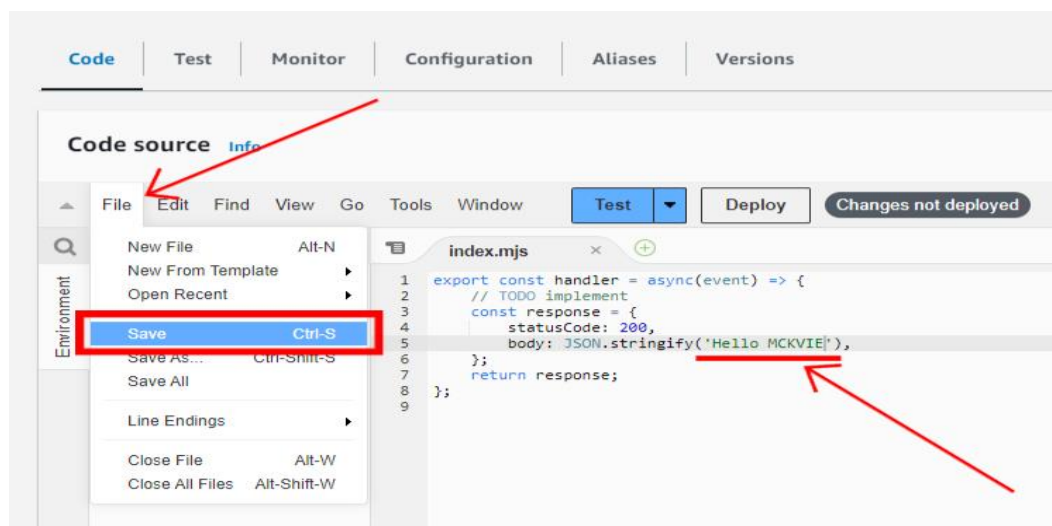 Code Test Monitor Configuration Aliases Versions
Code source Info
File Edit Find View Go Tools Window Test Deploy Changes not deployed
Environment
New File Alt-N
New From Template
Open Recent
Save Ctrl-S
Save As... Ctrl-Shift-S
Save All
Line Endings
Close File Alt-W
Close All Files Alt-Shift-W
index.mjs ×
1 export const handler = async(event) => {
2 // TODO implement
3 const response = {
4 statusCode: 200,
5 body: JSON.stringify('Hello MCKVIE'),
6 };
7 return response;
8 };
9